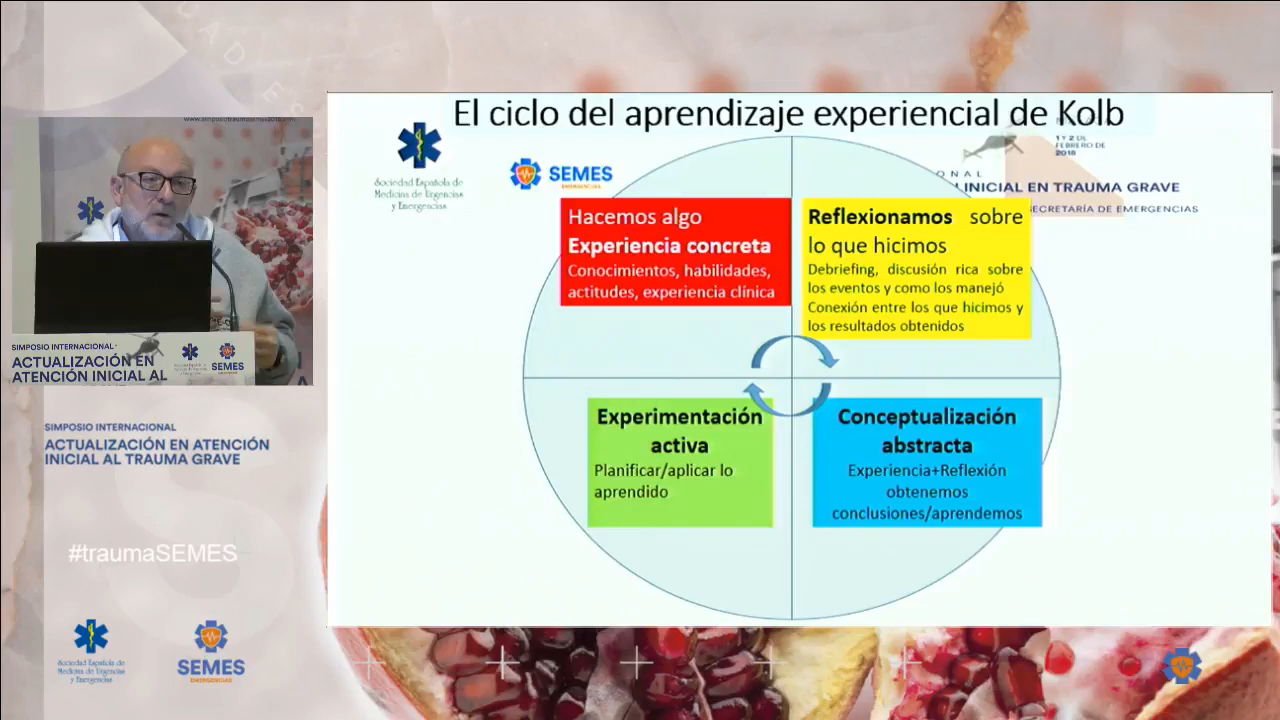 www.simposiotraumasemes2018.com
SIMPOSIO INTERNACIONAL
ACTUALIZACIÓN EN
ATENCIÓN INICIAL AL
SEMES
SIMPOSIO INTERNACIONAL
ACTUALIZACIÓN EN ATENCIÓN
INICIAL AL TRAUMA GRAVE
#traumaSEMES
Sociedad Española de
Medicina de Urgencias
y Emergencias
SEMES
EMERGENCIAS
El ciclo del aprendizaje experiencial de Kolb
Sociedad Española de
Medicina de Urgencias
y Emergencias
SEMES
EMERGENCIAS
1 Y 2 DE
FEBRERO DE
2018
IONAL
INICIAL EN TRAUMA GRAVE
SECRETARÍA DE EMERGENCIAS
Hacemos algo
Experiencia concreta
Conocimientos, habilidades,
actitudes, experiencia clínica
Reflexionamos sobre
lo que hicimos
Debriefing, discusión rica sobre
los eventos y como los manejó
Conexión entre los que hicimos y
los resultados obtenidos
Experimentación
activa
Planificar/aplicar lo
aprendido
Conceptualización
abstracta
Experiencia+Reflexión
obtenemos
conclusiones/aprendemos